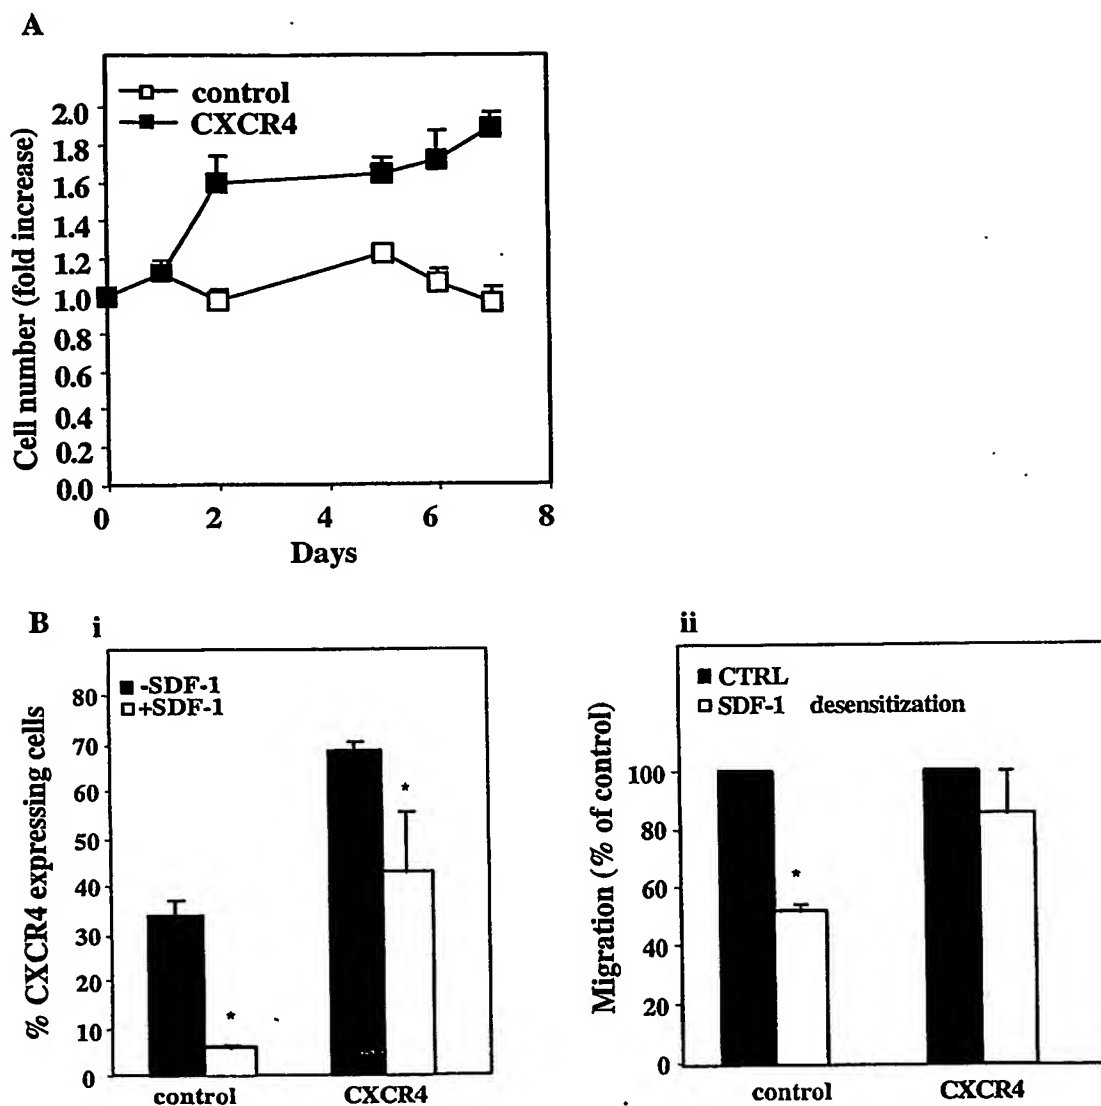 A
control
CXCR4
Cell number (fold increase)
2.0
1.8
1.6
1.4
1.2
1.0
0.8
0.6
0.4
0.2
0.0
0 2 4 6 8
Days
B i
-SDF-1
+SDF-1
% CXCR4 expressing cells
80
70
60
50
40
30
20
10
0
*
*
control CXCR4
ii
CTRL
SDF-1 desensitization
Migration (% of control)
100
80
60
40
20
0
*
control CXCR4